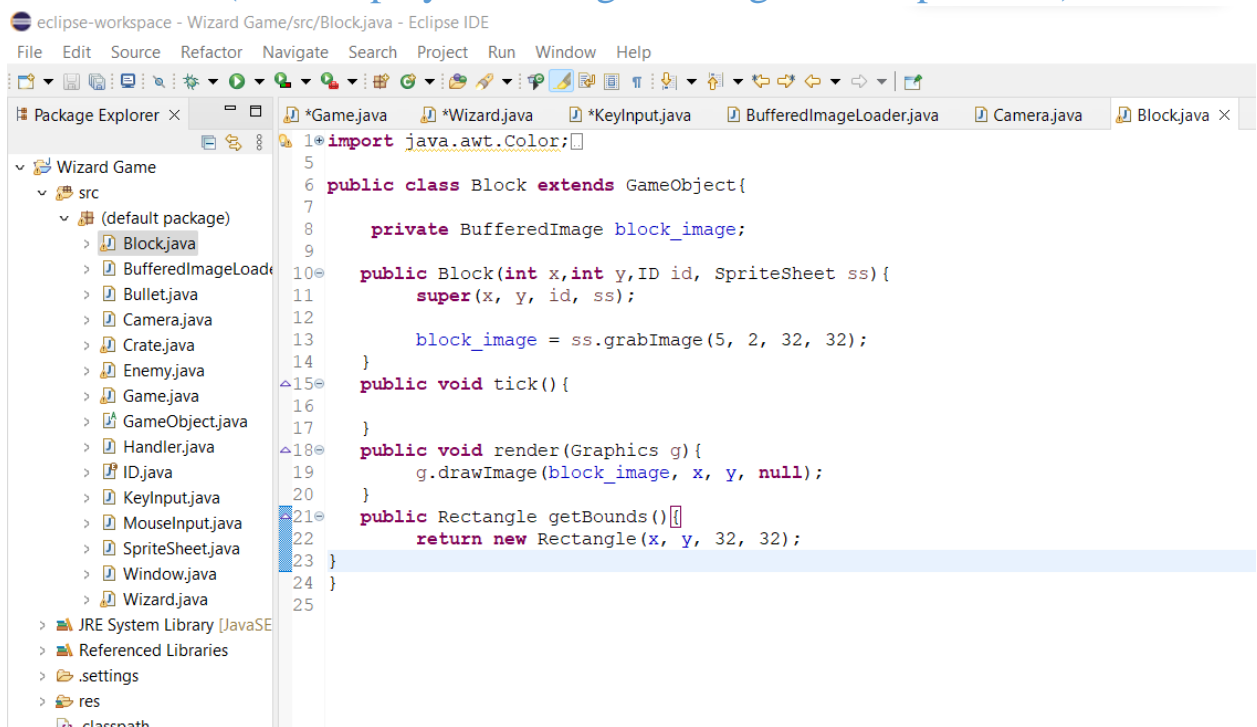 eclipse-workspace - Wizard Game/src/Block.java - Eclipse IDE
File Edit Source Refactor Navigate Search Project Run Window Help
Package Explorer
*Game.java *Wizard.java *KeyInput.java BufferedImageLoader.java Camera.java Block.java
Wizard Game
src
(default package)
Block.java
BufferedImageLoade
Bullet.java
Camera.java
Crate.java
Enemy.java
Game.java
GameObject.java
Handler.java
ID.java
KeyInput.java
MouseInput.java
SpriteSheet.java
Window.java
Wizard.java
JRE System Library [JavaSE
Referenced Libraries
.settings
res
.classpath
1 import java.awt.Color;
5
6 public class Block extends GameObject{
7
8 private BufferedImage block_image;
9
10 public Block(int x,int y,ID id, SpriteSheet ss){
11 super(x, y, id, ss);
12
13 block_image = ss.grabImage(5, 2, 32, 32);
14 }
15 public void tick(){
16
17 }
18 public void render(Graphics g){
19 g.drawImage(block_image, x, y, null);
20 }
21 public Rectangle getBounds(){
22 return new Rectangle(x, y, 32, 32);
23 }
24 }
25